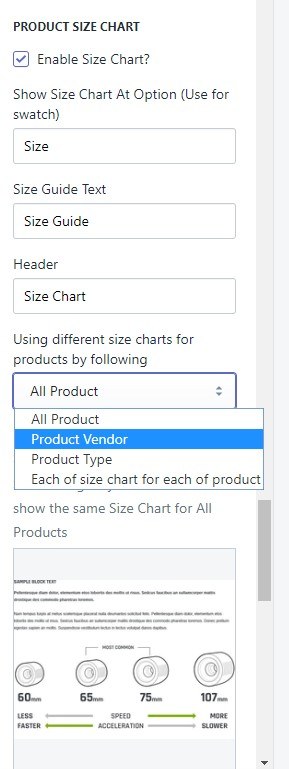 PRODUCT SIZE CHART
Enable Size Chart?
Show Size Chart At Option (Use for
swatch)
Size
Size Guide Text
Size Guide
Header
Size Chart
Using different size charts for
products by following
All Product
All Product
Product Vendor
Product Type
Each of size chart for each of product
show the same Size Chart for All
Products
SAMPLE BLOCK TEXT
MOST COMMON
60mm 65mm 75mm 107mm
LESS SPEED MORE
FASTER ACCELERATION SLOWER